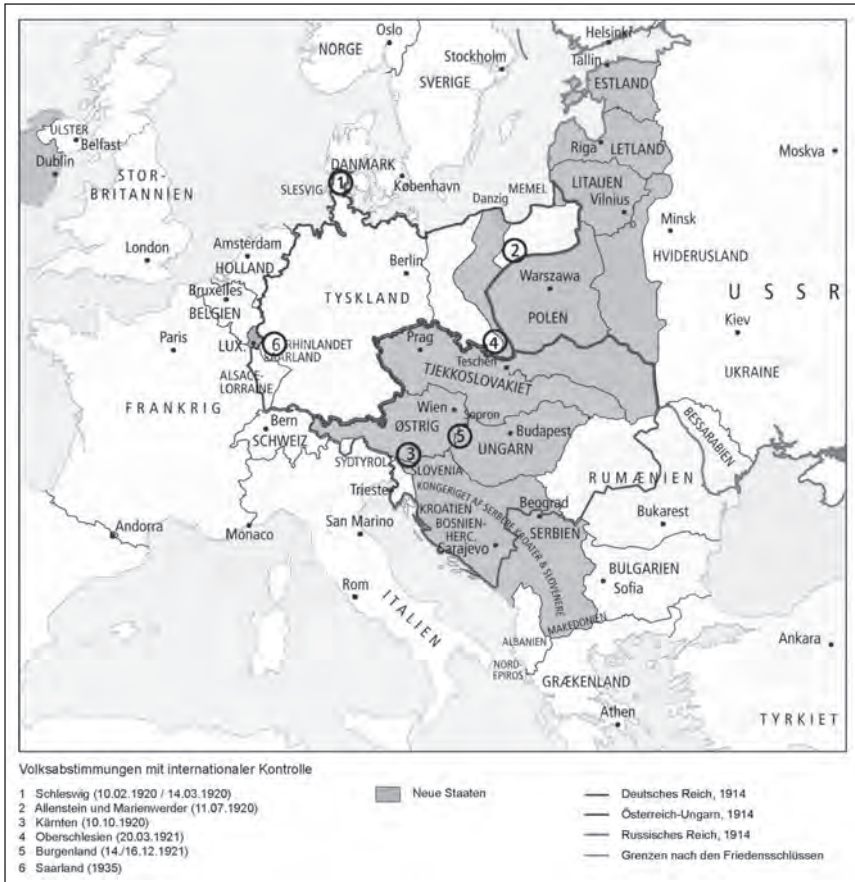 Helsinki
Oslo
NORGE
Stockholm
Tallin
SVERIGE
ESTLAND
ULSTER
Belfast
Riga
LETLAND
Moskva
Dublin
DANMARK
STOR-
BRITANNIEN
SLESVIG
1
København
MEMEL
LITAUEN
Danzig
Vilnius
Minsk
London
Amsterdam
HOLLAND
Berlin
2
HVIDERUSLAND
Bruxelles
BELGIEN
TYSKLAND
Warszawa
POLEN
USSR
Paris
LUX.
6
RHINLANDET
SAARLAND
Prag
4
Teschen
Kiev
ALSACE-
LORRAINE
TJEKKOSLOVAKIET
UKRAINE
FRANKRIG
Bern
SCHWEIZ
Wien
ØSTRIG
Sopron
5
Budapest
UNGARN
BESSARABIEN
SYDTYROL
3
SLOVENIA
RUMÆNIEN
Trieste
KONGERIGET AF SERBERE, KROATER & SLOVENERE
KROATIEN
BOSNIEN-
HERC.
Beograd
SERBIEN
Bukarest
Andorra
Monaco
San Marino
Sarajevo
BULGARIEN
Sofia
Rom
ITALIEN
MAKEDONIEN
ALBANIEN
Ankara
NORD-
EPIROS
GRÆKENLAND
Athen
TYRKIET
Volksabstimmungen mit internationaler Kontrolle
1 Schleswig (10.02.1920 / 14.03.1920)
2 Allenstein und Marienwerder (11.07.1920)
3 Kärnten (10.10.1920)
4 Oberschlesien (20.03.1921)
5 Burgenland (14./16.12.1921)
6 Saarland (1935)
Neue Staaten
Deutsches Reich, 1914
Österreich-Ungarn, 1914
Russisches Reich, 1914
Grenzen nach den Friedensschlüssen